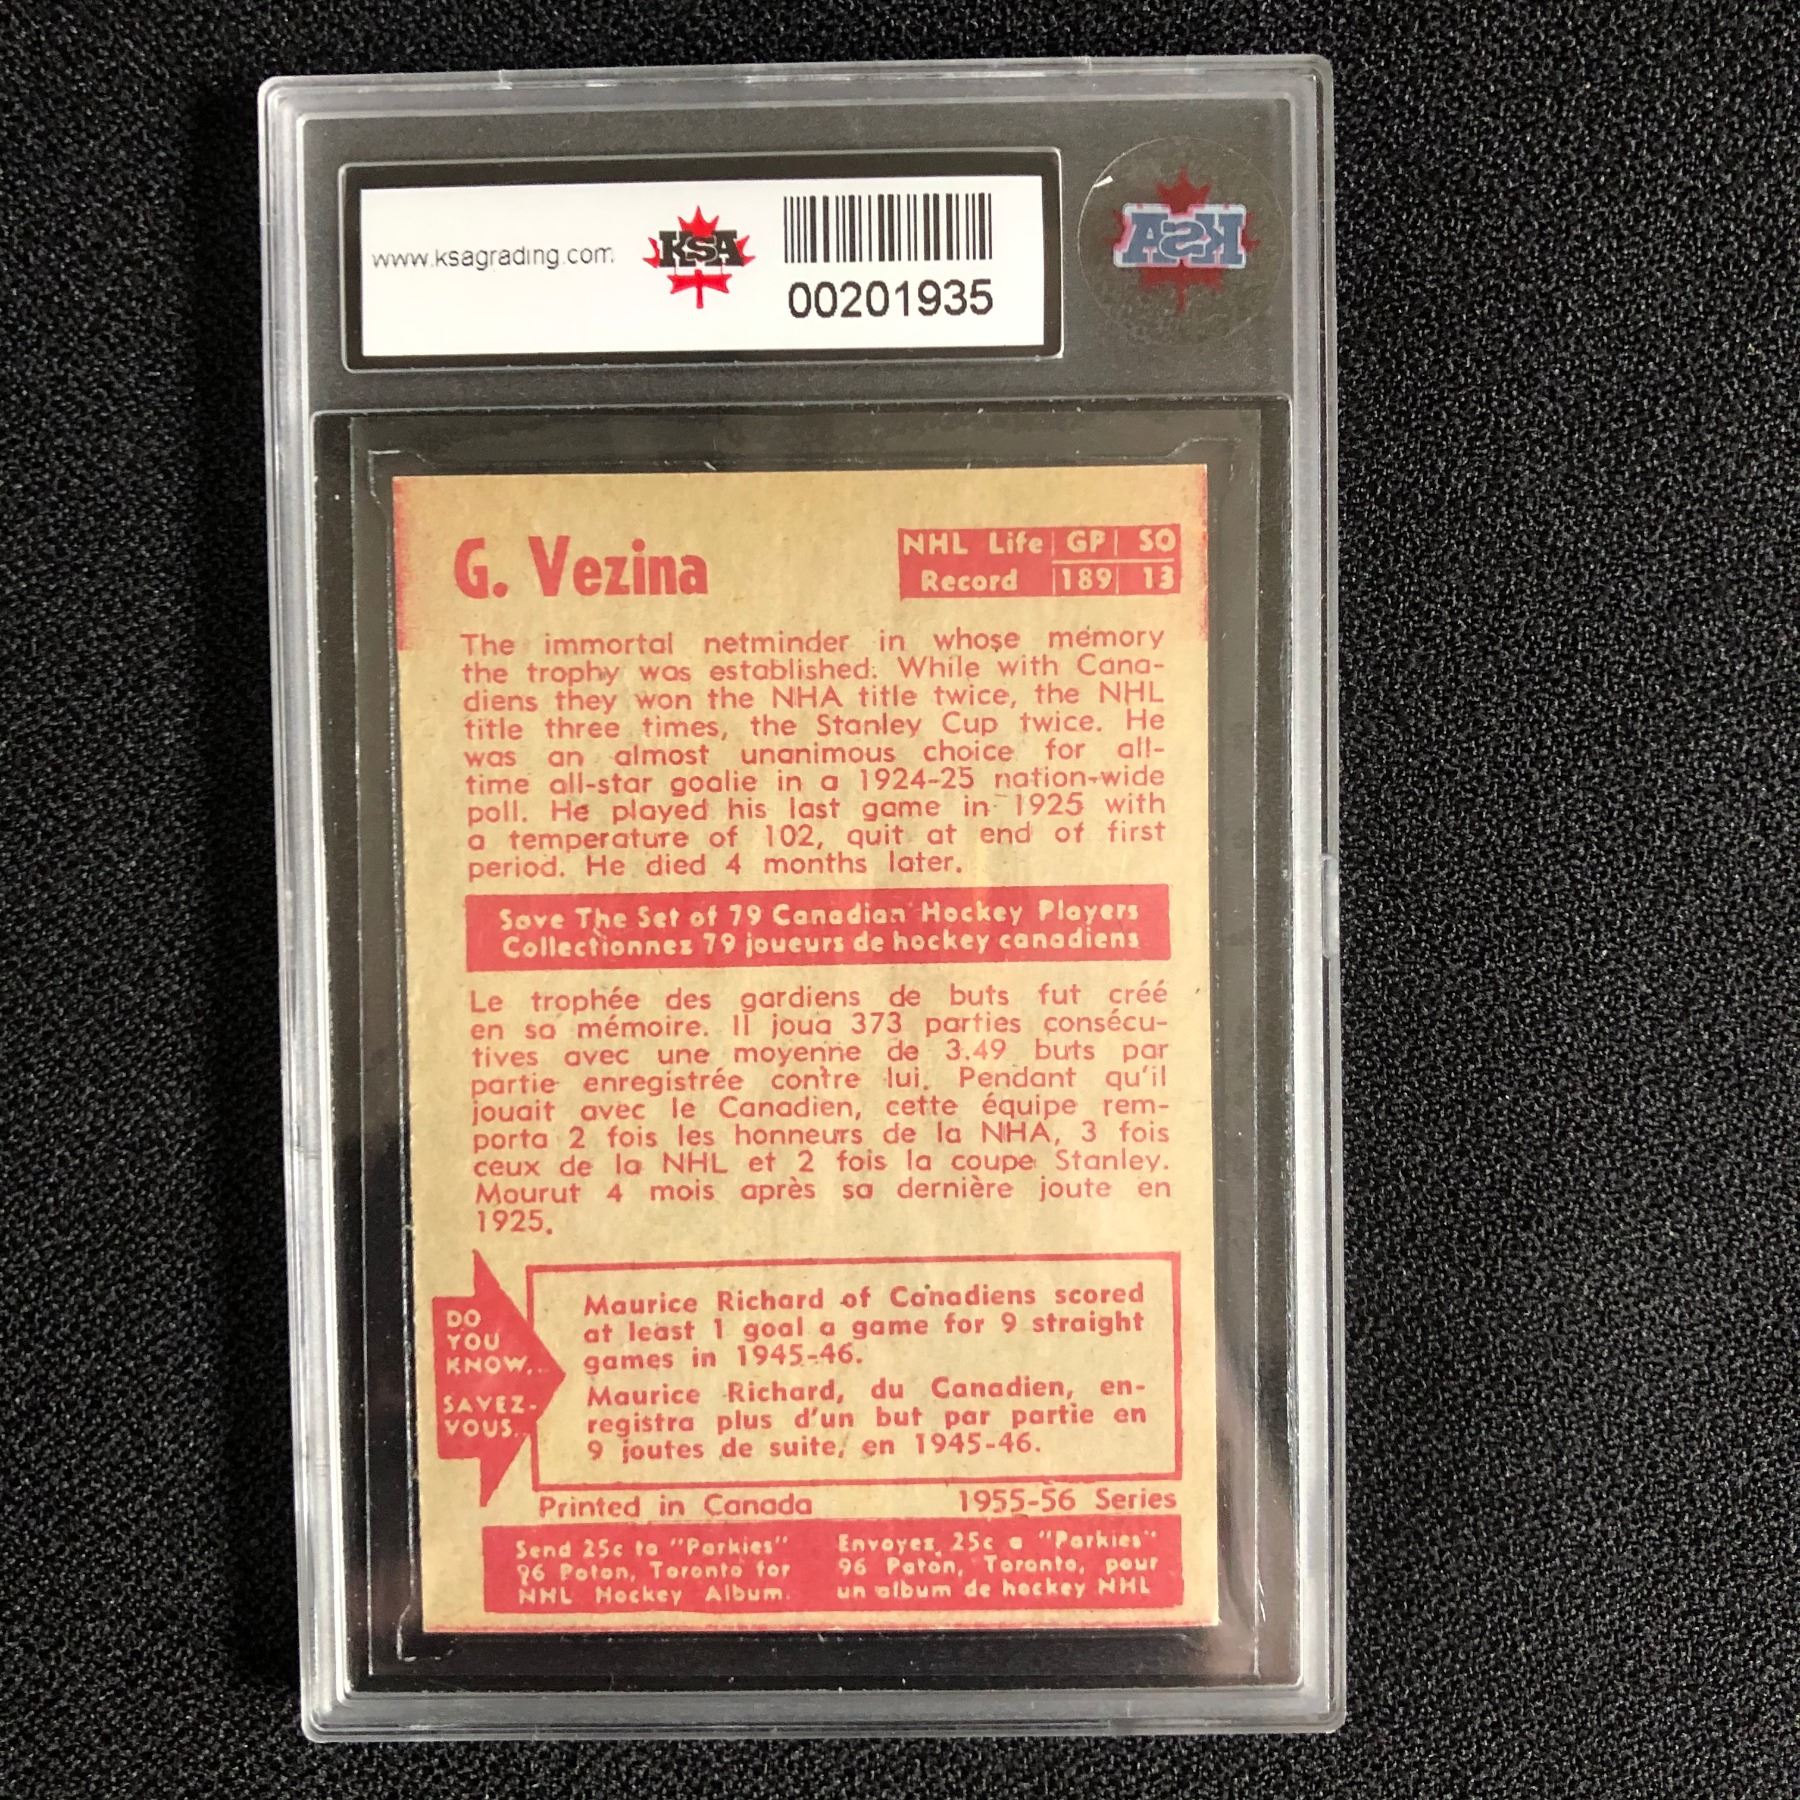 www.ksagrading.com
KSA
00201935
KSA
G. Vezina
NHL Life GP SO
Record 189 13
The immortal netminder in whose memory
the trophy was established. While with Cana-
diens they won the NHA title twice, the NHL
title three times, the Stanley Cup twice. He
was an almost unanimous choice for all-
time all-star goalie in a 1924-25 nation-wide
poll. He played his last game in 1925 with
a temperature of 102, quit at end of first
period. He died 4 months later.
Save The Set of 79 Canadian Hockey Players
Collectionnez 79 joueurs de hockey canadiens
Le trophée des gardiens de buts fut créé
en sa mémoire. Il joua 373 parties consécu-
tives avec une moyenne de 3.49 buts par
partie enregistrée contre lui. Pendant qu'il
jouait avec le Canadien, cette équipe rem-
porta 2 fois les honneurs de la NHA, 3 fois
ceux de la NHL et 2 fois la coupe Stanley.
Mourut 4 mois après sa dernière joute en
1925.
DO
YOU
KNOW...
SAVEZ-
VOUS...
Maurice Richard of Canadiens scored
at least 1 goal a game for 9 straight
games in 1945-46.
Maurice Richard, du Canadien, en-
registra plus d'un but par partie en
9 joutes de suite, en 1945-46.
Printed in Canada 1955-56 Series
Send 25c to "Parkies"
96 Paton, Toronto for
NHL Hockey Album.
Envoyez 25c a "Parkies"
96 Paton, Toronto, pour
un album de hockey NHL